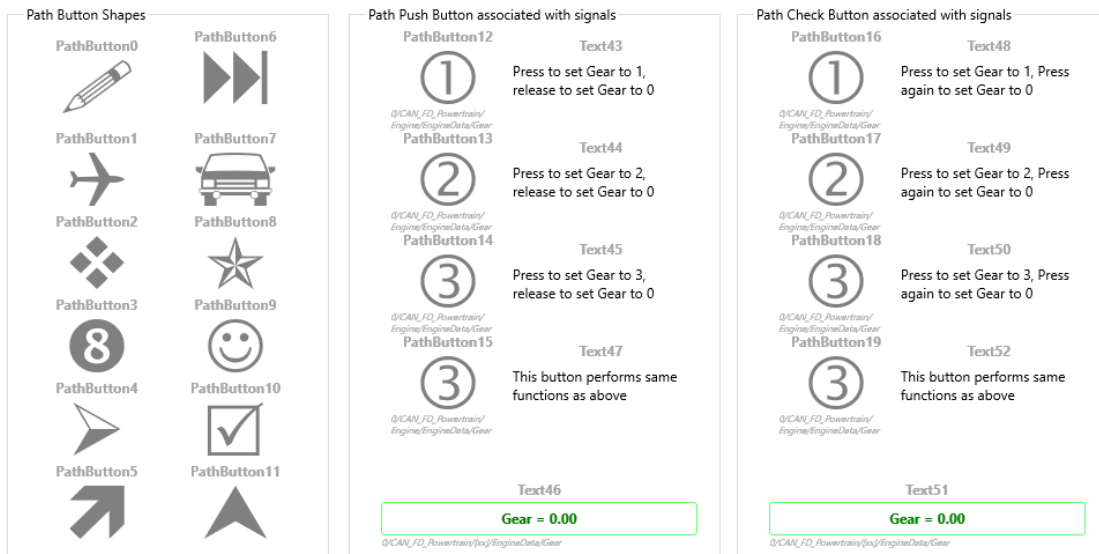 Path Button Shapes
PathButton0
PathButton6
PathButton1
PathButton7
PathButton2
PathButton8
PathButton3
PathButton9
8
PathButton4
PathButton10
PathButton5
PathButton11
Path Push Button associated with signals
PathButton12
Text43
1
Press to set Gear to 1,
release to set Gear to 0
0/CAN_FD_Powertrain/
Engine/EngineData/Gear
PathButton13
Text44
2
Press to set Gear to 2,
release to set Gear to 0
0/CAN_FD_Powertrain/
Engine/EngineData/Gear
PathButton14
Text45
3
Press to set Gear to 3,
release to set Gear to 0
0/CAN_FD_Powertrain/
Engine/EngineData/Gear
PathButton15
Text47
3
This button performs same
functions as above
0/CAN_FD_Powertrain/
Engine/EngineData/Gear
Text46
Gear = 0.00
0/CAN_FD_Powertrain/[xx]/EngineData/Gear
Path Check Button associated with signals
PathButton16
Text48
1
Press to set Gear to 1, Press
again to set Gear to 0
0/CAN_FD_Powertrain/
Engine/EngineData/Gear
PathButton17
Text49
2
Press to set Gear to 2, Press
again to set Gear to 0
0/CAN_FD_Powertrain/
Engine/EngineData/Gear
PathButton18
Text50
3
Press to set Gear to 3, Press
again to set Gear to 0
0/CAN_FD_Powertrain/
Engine/EngineData/Gear
PathButton19
Text52
3
This button performs same
functions as above
0/CAN_FD_Powertrain/
Engine/EngineData/Gear
Text51
Gear = 0.00
0/CAN_FD_Powertrain/[xx]/EngineData/Gear